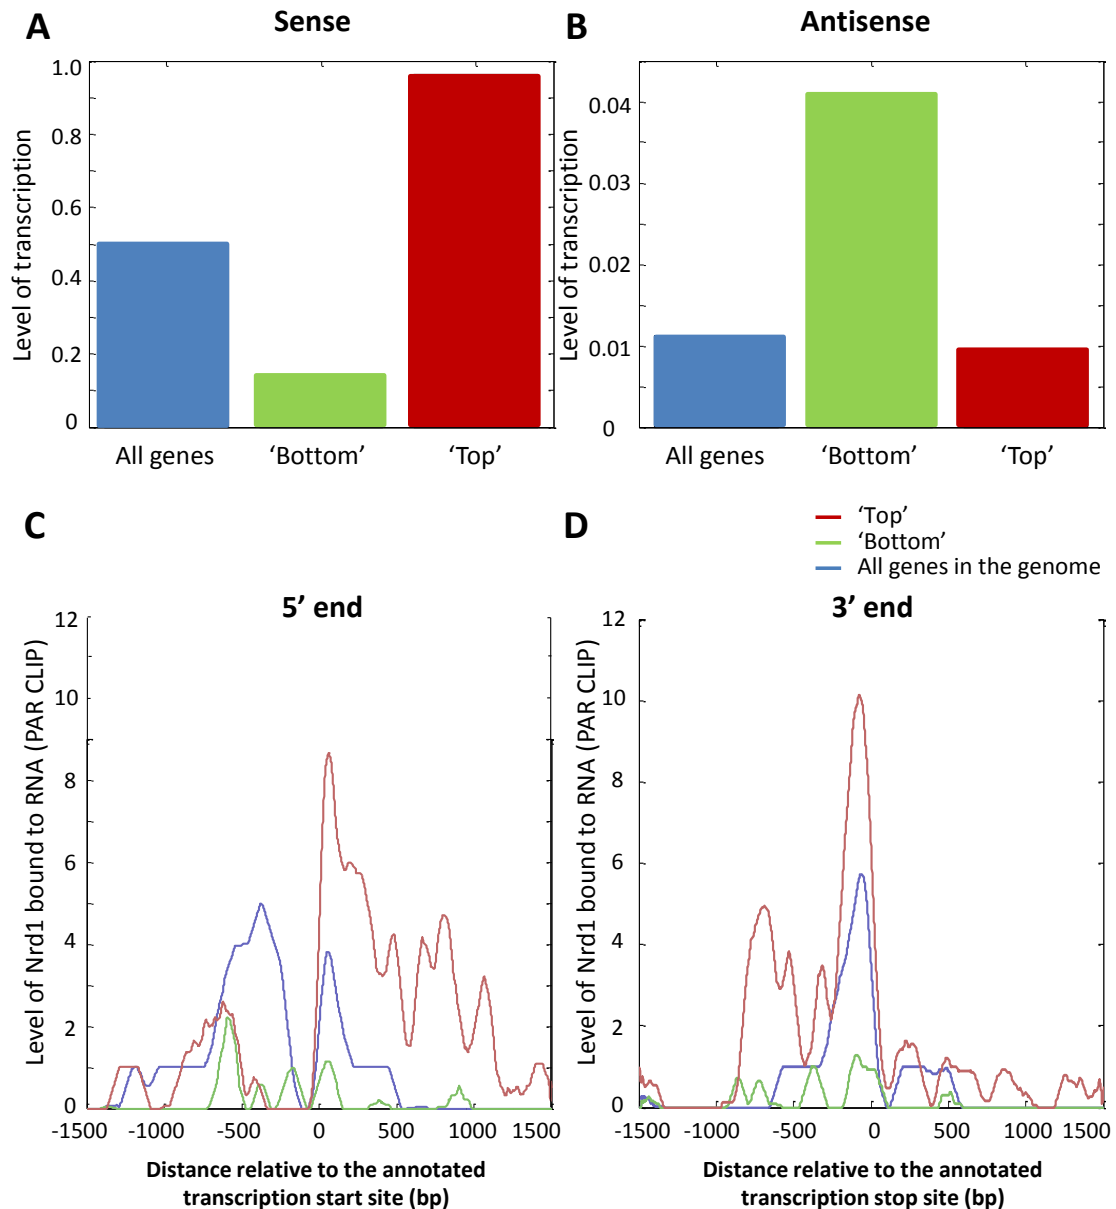 A
Sense
Level of transcription
1.0
0.8
0.6
0.4
0.2
0
All genes
‘Bottom’
‘Top’
B
Antisense
Level of transcription
0.04
0.03
0.02
0.01
0
All genes
‘Bottom’
‘Top’
C
5’ end
Level of Nrd1 bound to RNA (PAR CLIP)
12
10
8
6
4
2
0
-1500 -1000 -500 0 500 1000 1500
Distance relative to the annotated
transcription start site (bp)
D
‘Top’
‘Bottom’
All genes in the genome
3’ end
Level of Nrd1 bound to RNA (PAR CLIP)
12
10
8
6
4
2
0
-1500 -1000 -500 0 500 1000 1500
Distance relative to the annotated
transcription stop site (bp)